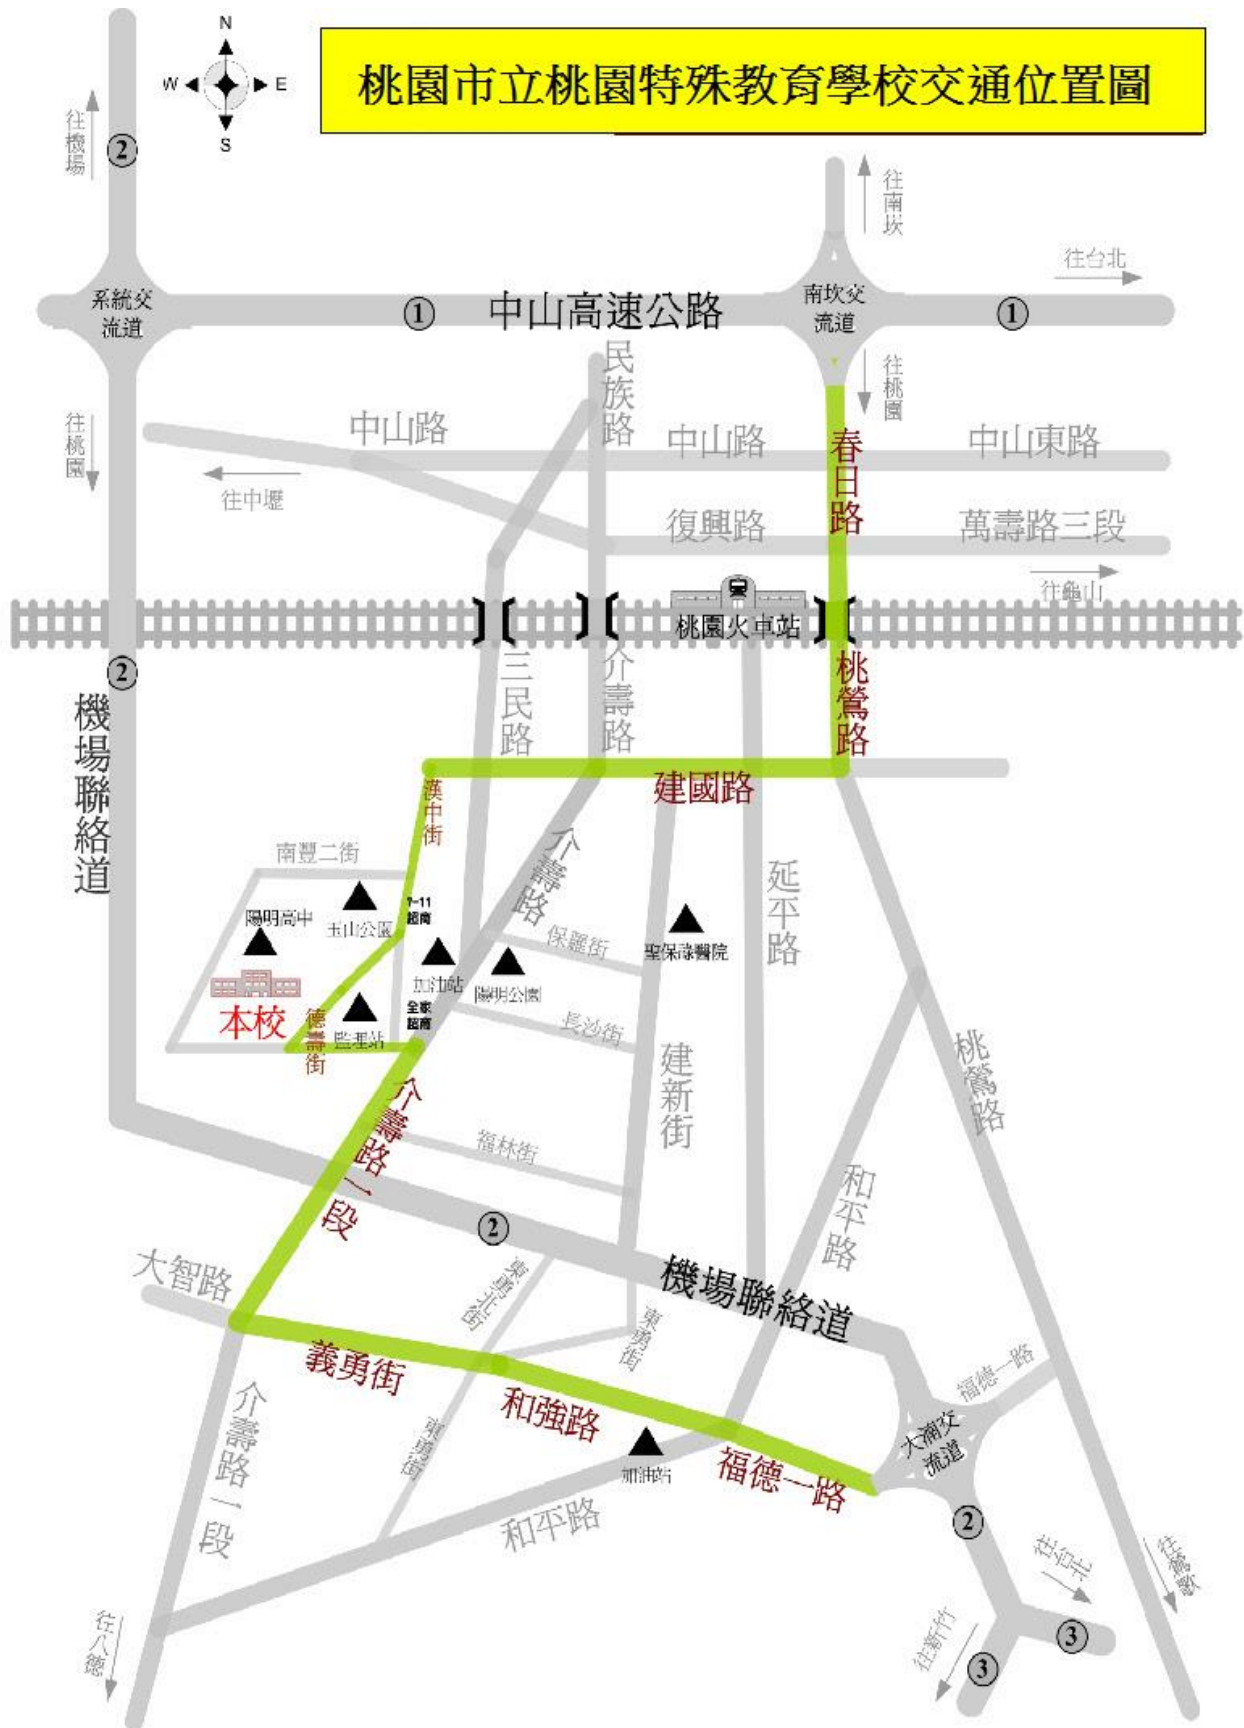 N
W E
S
桃園市立桃園特殊教育學校交通位置圖
往機場
2
往南崁
往台北
系統交
流道
1
中山高速公路
南坎交
流道
1
民族路
往桃園
往桃園
中山路
中山路
春日路
中山東路
往中壢
復興路
萬壽路三段
往龜山
桃園火車站
2
機場聯絡道
三民路
介壽路
桃鶯路
建國路
漢中街
介壽路
南豐二街
延平路
7-11
超商
陽明高中
玉山公園
保羅街
聖保祿醫院
加油站
陽明公園
全家
超商
本校
德壽街
監理站
長沙街
建新街
桃鶯路
介壽路一段
福林街
和平路
2
大智路
東勇北街
機場聯絡道
義勇街
東勇街
福德一路
介壽路一段
和強路
東勇街
大湳交
流道
加油站
福德一路
和平路
2
往台北
往鶯歌
往八德
往新竹
3
3